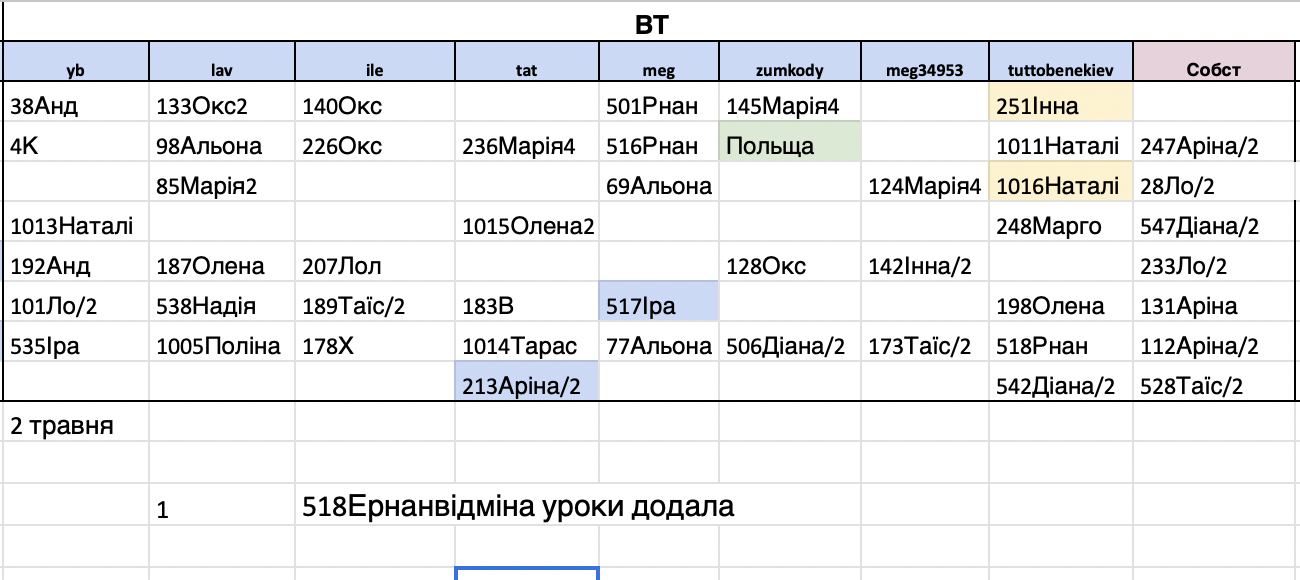 ВТ
yb lav ile tat meg zumkody meg34953 tuttobenekiev Собст
38Анд 133Окс2 140Окс 501Рнан 145Марія4 251Інна
4К 98Альона 226Окс 236Марія4 516Рнан Польща 1011Наталі 247Аріна/2
85Марія2 69Альона 124Марія4 1016Наталі 28Ло/2
1013Наталі 1015Олена2 248Марго 547Діана/2
192Анд 187Олена 207Лол 128Окс 142Інна/2 233Ло/2
101Ло/2 538Надія 189Таїс/2 183В 517Іра 198Олена 131Аріна
535Іра 1005Поліна 178Х 1014Тарас 77Альона 506Діана/2 173Таїс/2 518Рнан 112Аріна/2
213Аріна/2 542Діана/2 528Таїс/2
2 травня
1 518Ернанвідміна уроки додала